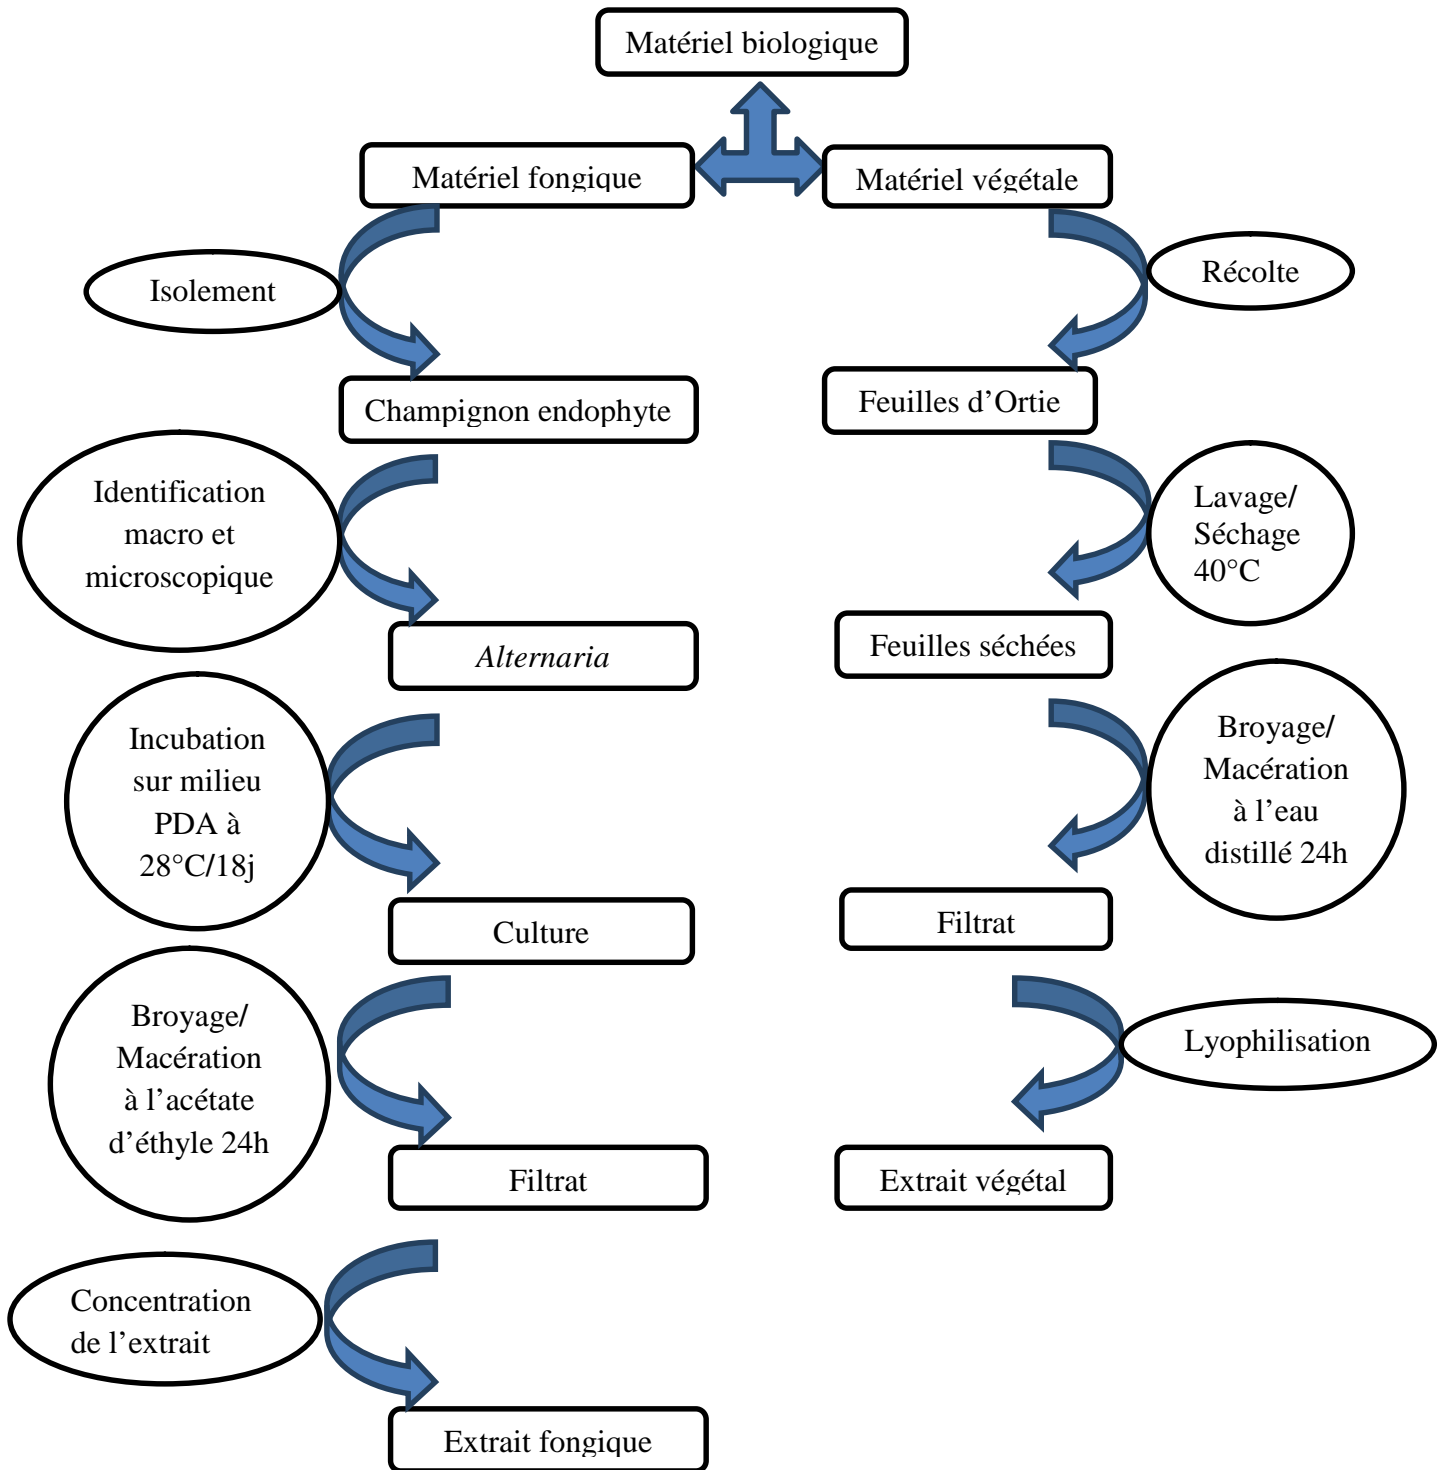 Matériel biologique
Matériel fongique
Matériel végétale
Isolement
Récolte
Champignon endophyte
Feuilles d’Ortie
Identification
macro et
microscopique
Lavage/
Séchage
40°C
Alternaria
Feuilles séchées
Incubation
sur milieu
PDA à
28°C/18j
Broyage/
Macération
à l’eau
distillé 24h
Culture
Filtrat
Broyage/
Macération
à l’acétate
d’éthyle 24h
Lyophilisation
Filtrat
Extrait végétal
Concentration
de l’extrait
Extrait fongique